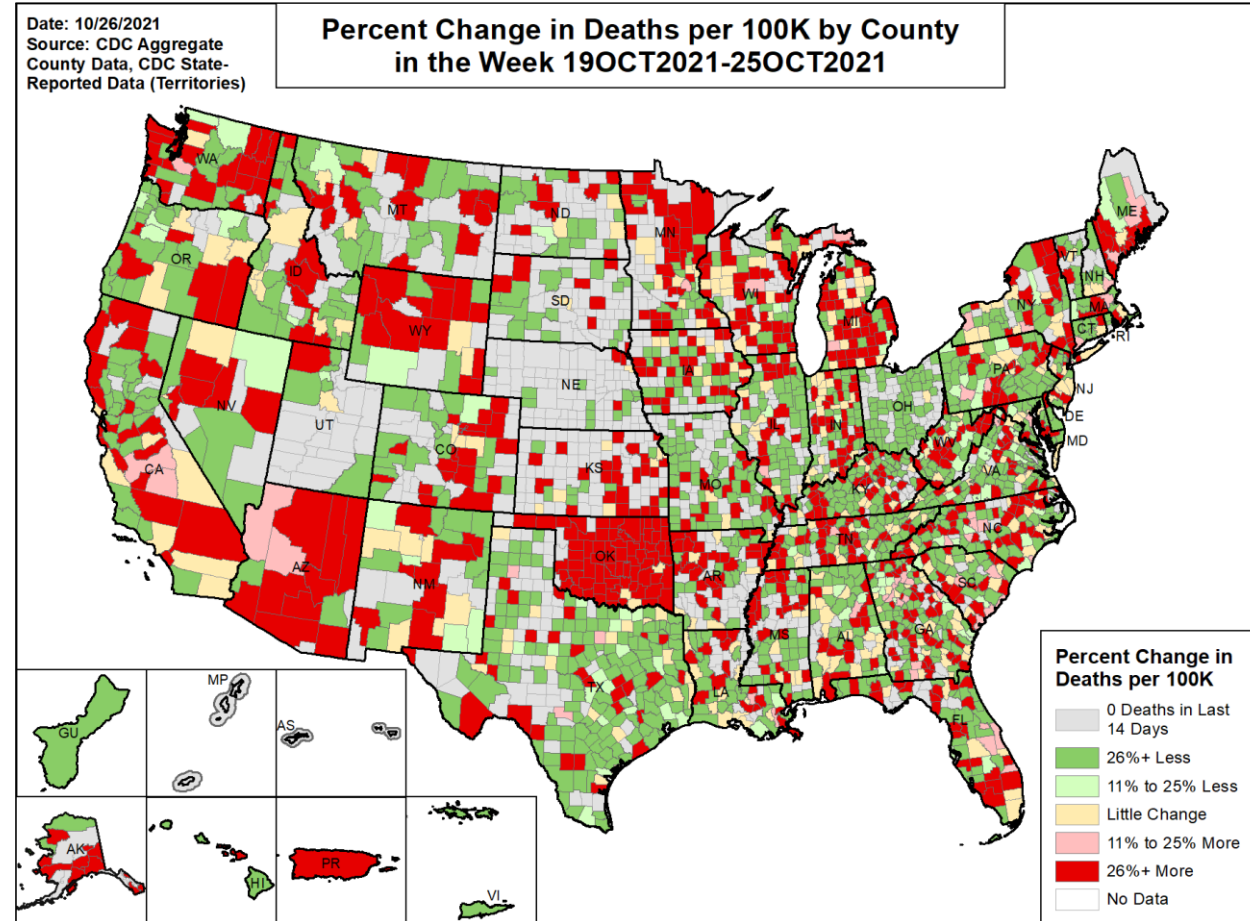 Date: 10/26/2021
Source: CDC Aggregate
County Data, CDC State-
Reported Data (Territories)
Percent Change in Deaths per 100K by County
in the Week 19OCT2021-25OCT2021
WA
MT
ND
MN
ME
OR
ID
WY
SD
WI
MI
NY
VT
NH
MA
CT
RI
NV
UT
CO
NE
IA
IL
IN
OH
PA
NJ
DE
MD
CA
AZ
NM
KS
MO
KY
WV
VA
OK
AR
TN
NC
SC
TX
LA
MS
AL
GA
FL
GU
MP
AS
AK
HI
PR
VI
Percent Change in
Deaths per 100K
0 Deaths in Last
14 Days
26%+ Less
11% to 25% Less
Little Change
11% to 25% More
26%+ More
No Data